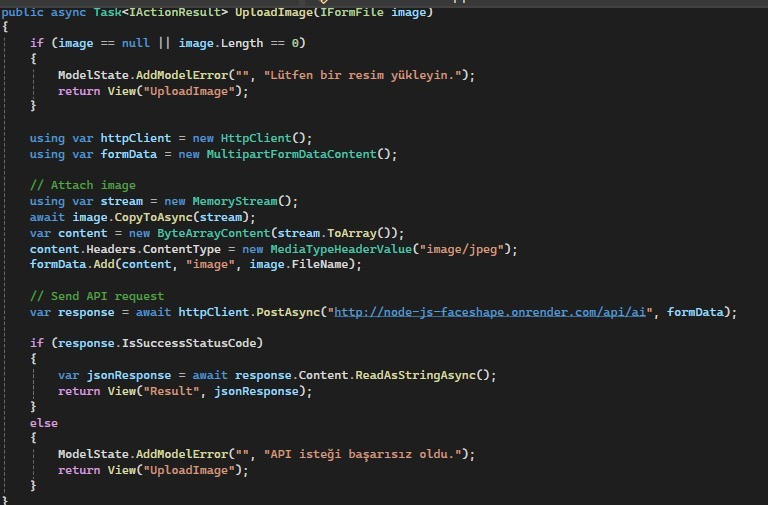 public async Task<IActionResult> UploadImage(IFormFile image)
{
if (image == null || image.Length == 0)
{
ModelState.AddModelError("", "Lütfen bir resim yükleyin.");
return View("UploadImage");
}
using var httpClient = new HttpClient();
using var formData = new MultipartFormDataContent();
// Attach image
using var stream = new MemoryStream();
await image.CopyToAsync(stream);
var content = new ByteArrayContent(stream.ToArray());
content.Headers.ContentType = new MediaTypeHeaderValue("image/jpeg");
formData.Add(content, "image", image.FileName);
// Send API request
var response = await httpClient.PostAsync("http://node-js-faceshape.onrender.com/api/ai", formData);
if (response.IsSuccessStatusCode)
{
var jsonResponse = await response.Content.ReadAsStringAsync();
return View("Result", jsonResponse);
}
else
{
ModelState.AddModelError("", "API isteği başarısız oldu.");
return View("UploadImage");
}
}